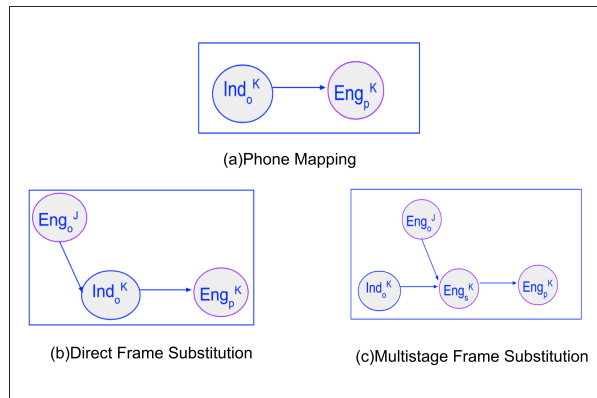 Ind_o^K Eng_p^K
(a)Phone Mapping
Eng_o^J
Ind_o^K Eng_p^K
(b)Direct Frame Substitution
Eng_o^J
Ind_o^K Eng_s^K Eng_p^K
(c)Multistage Frame Substitution